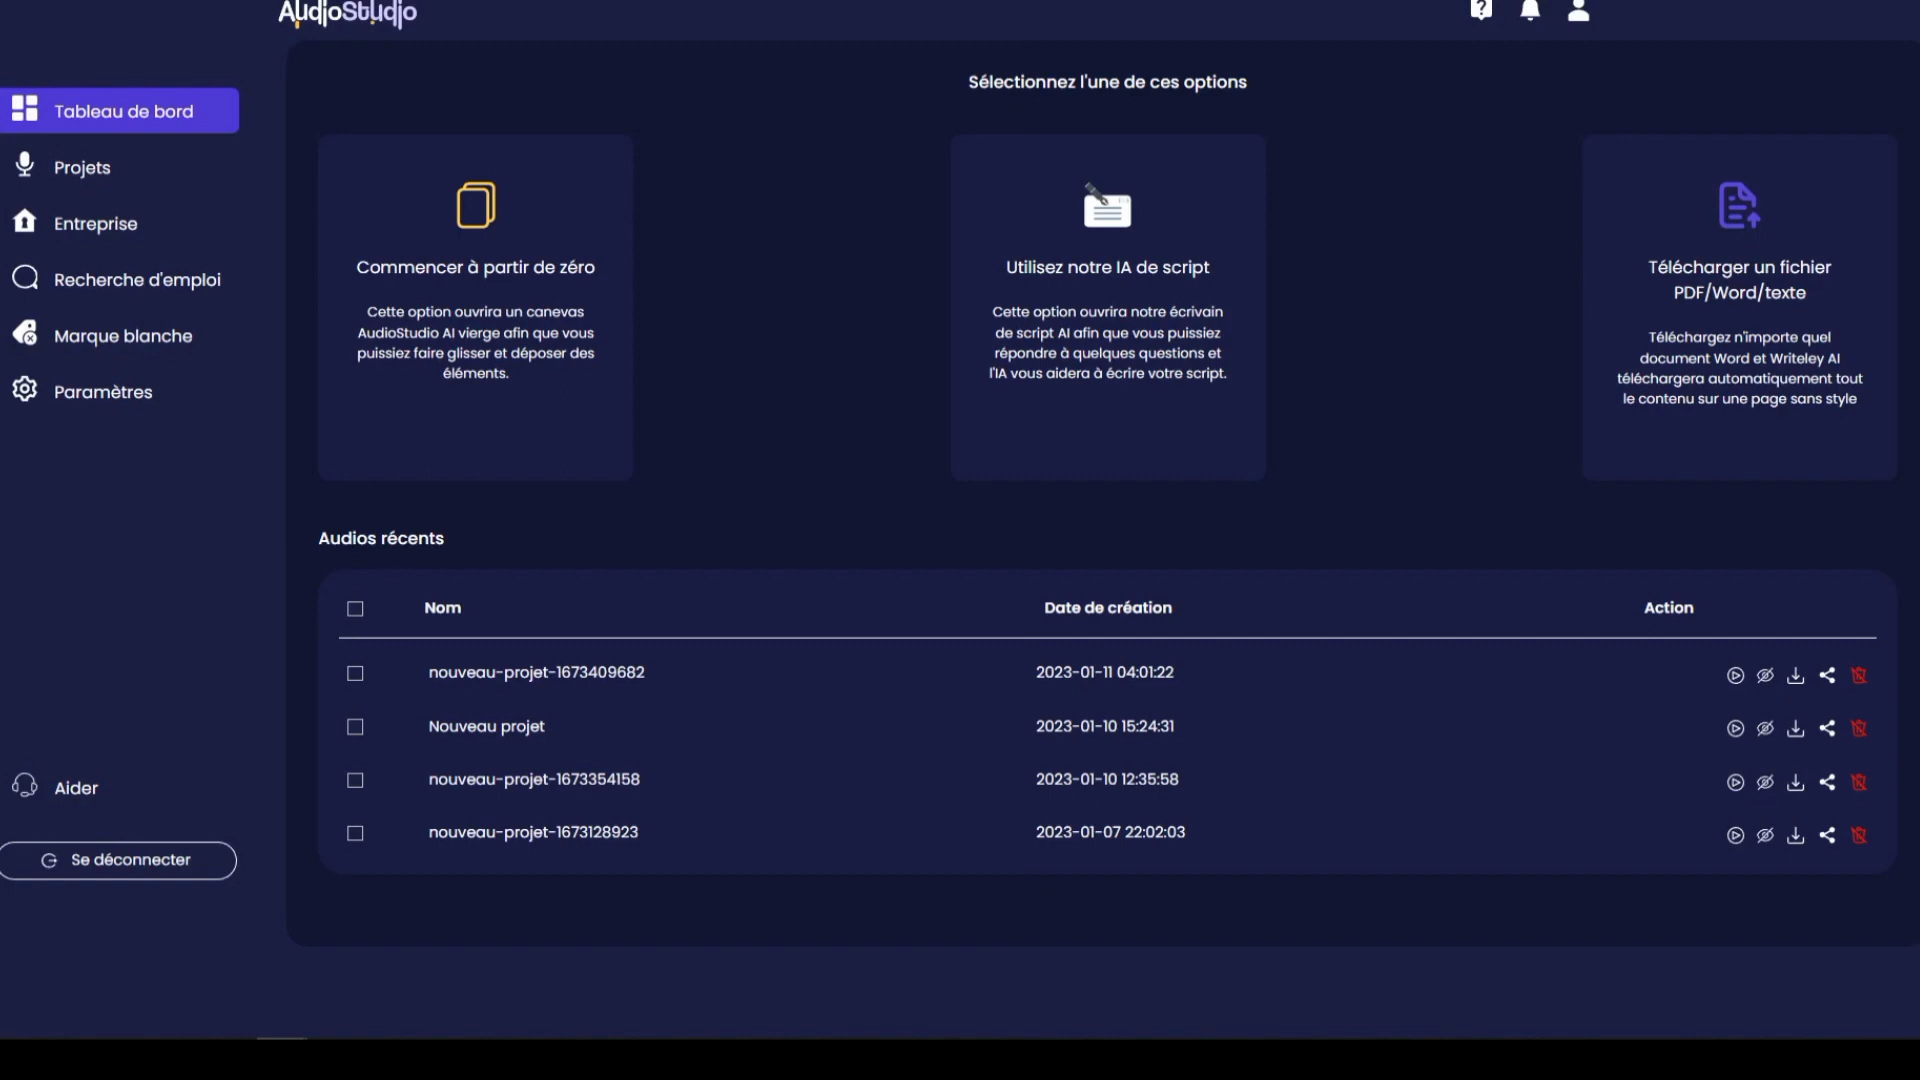 AudioStudio
Sélectionnez l'une de ces options
Tableau de bord
Projets
Entreprise
Recherche d'emploi
Marque blanche
Paramètres
Aider
Se déconnecter
Commencer à partir de zéro
Cette option ouvrira un canevas
AudioStudio AI vierge afin que vous
puissiez faire glisser et déposer des
éléments.
Utilisez notre IA de script
Cette option ouvrira notre écrivain
de script AI afin que vous puissiez
répondre à quelques questions et
l'IA vous aidera à écrire votre script.
Télécharger un fichier
PDF/Word/texte
Téléchargez n'importe quel
document Word et Writeley AI
téléchargera automatiquement tout
le contenu sur une page sans style
Audios récents
Nom Date de création Action
nouveau-projet-1673409682 2023-01-11 04:01:22
Nouveau projet 2023-01-10 15:24:31
nouveau-projet-1673354158 2023-01-10 12:35:58
nouveau-projet-1673128923 2023-01-07 22:02:03